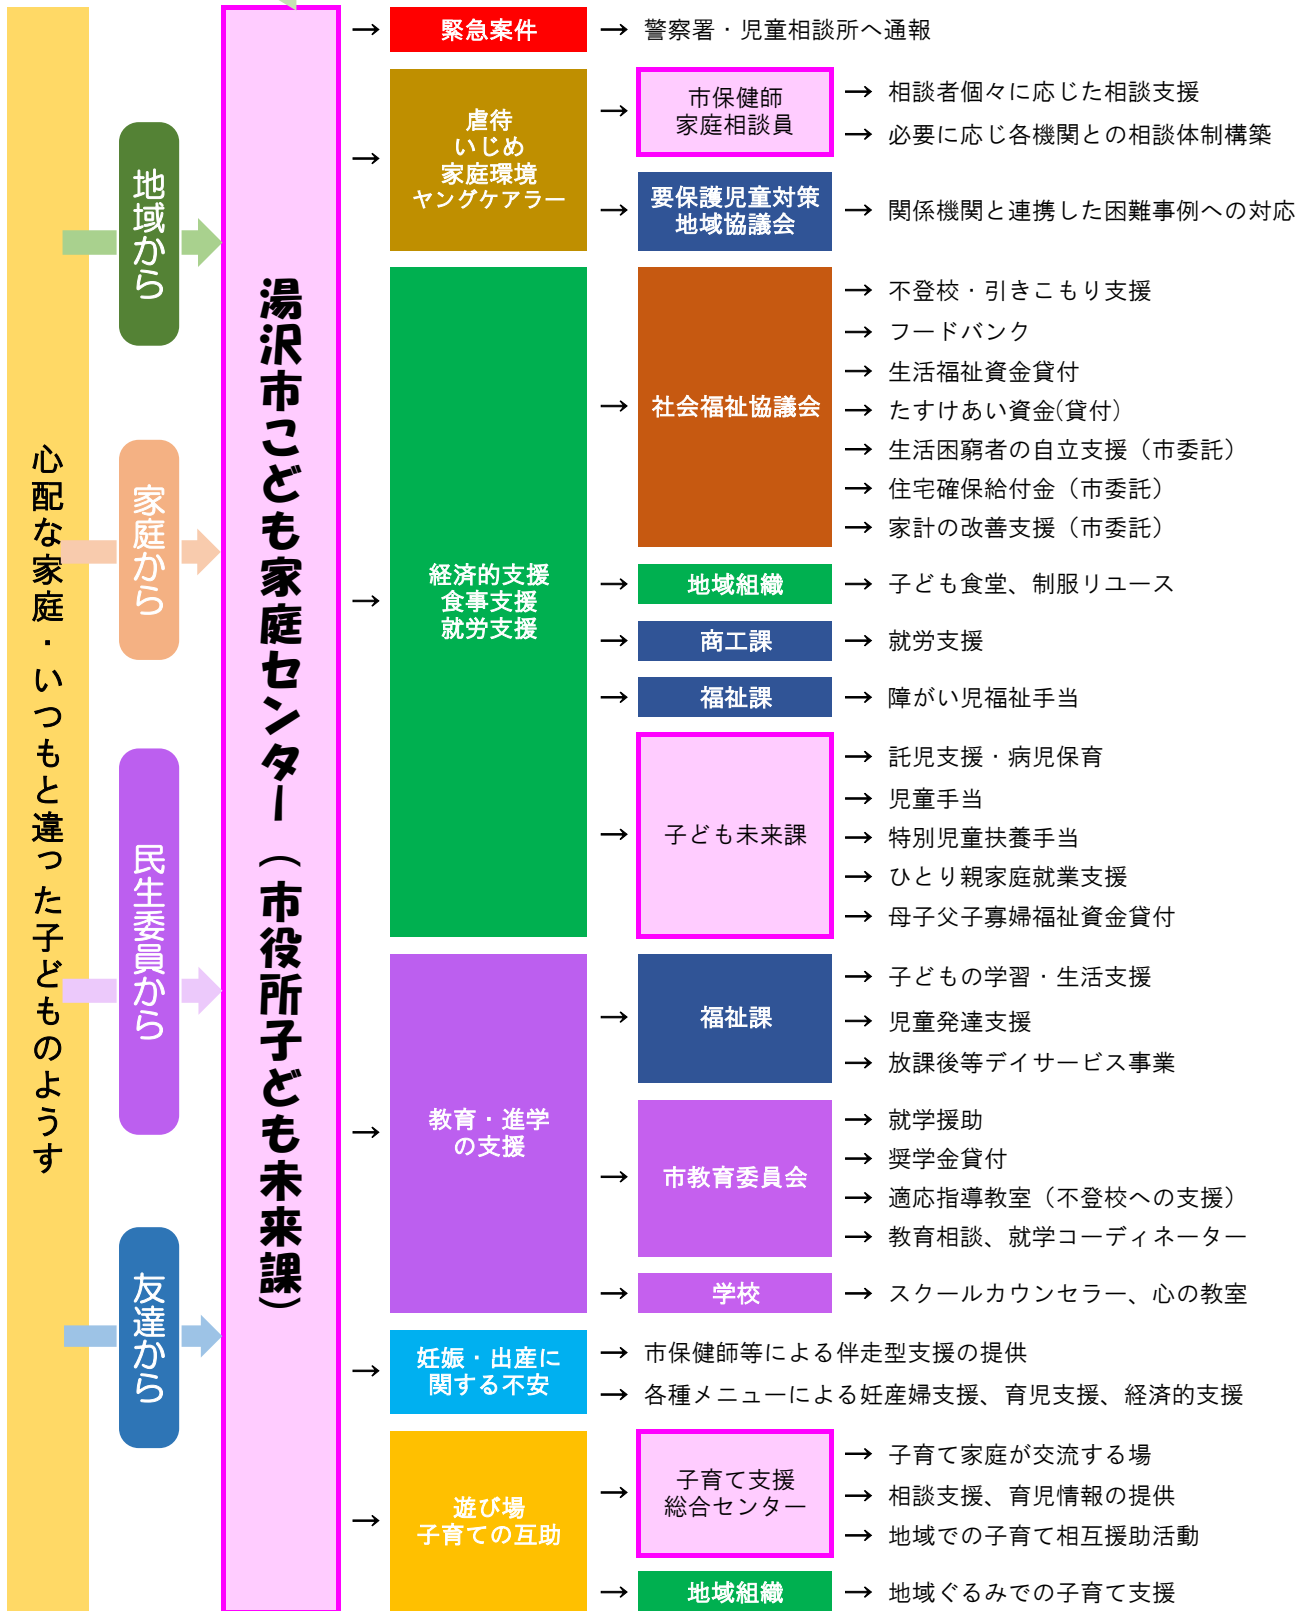 心配な家庭・いつもと違った子どものようす
地域から
家庭から
民生委員から
友達から
湯沢市こども家庭センター（市役所子ども未来課）
→ 緊急案件 → 警察署・児童相談所へ通報
→ 虐待
いじめ
家庭環境
ヤングケアラー
→ 市保健師
家庭相談員
→ 相談者個々に応じた相談支援
→ 必要に応じ各機関との相談体制構築
→ 要保護児童対策
地域協議会
→ 関係機関と連携した困難事例への対応
→ 経済的支援
食事支援
就労支援
→ 社会福祉協議会
→ 不登校・引きこもり支援
→ フードバンク
→ 生活福祉資金貸付
→ たすけあい資金(貸付)
→ 生活困窮者の自立支援（市委託）
→ 住宅確保給付金（市委託）
→ 家計の改善支援（市委託）
→ 地域組織 → 子ども食堂、制服リユース
→ 商工課 → 就労支援
→ 福祉課 → 障がい児福祉手当
→ 子ども未来課
→ 託児支援・病児保育
→ 児童手当
→ 特別児童扶養手当
→ ひとり親家庭就業支援
→ 母子父子寡婦福祉資金貸付
→ 教育・進学
の支援
→ 福祉課
→ 子どもの学習・生活支援
→ 児童発達支援
→ 放課後等デイサービス事業
→ 市教育委員会
→ 就学援助
→ 奨学金貸付
→ 適応指導教室（不登校への支援）
→ 教育相談、就学コーディネーター
→ 学校 → スクールカウンセラー、心の教室
→ 妊娠・出産に
関する不安
→ 市保健師等による伴走型支援の提供
→ 各種メニューによる妊産婦支援、育児支援、経済的支援
→ 遊び場
子育ての互助
→ 子育て支援
総合センター
→ 子育て家庭が交流する場
→ 相談支援、育児情報の提供
→ 地域での子育て相互援助活動
→ 地域組織 → 地域ぐるみでの子育て支援